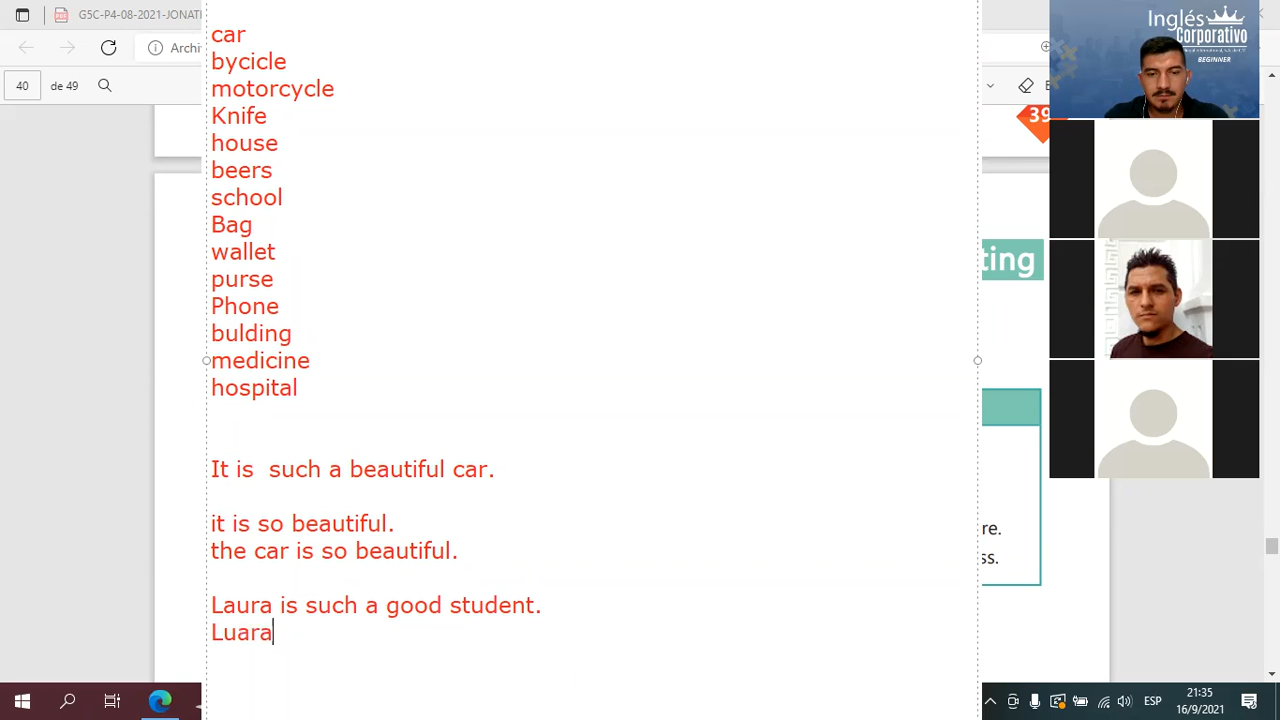 GCSP4-08-2021-JONAT
Archi
40 de 49
car
bycicle
motorcycle
Knife
house
beers
school
Bag
wallet
purse
Phone
bulding
medicine
hospital
It is  such a beautiful car.
it is so beautiful.
the car is so beautiful.
Laura is such a good student.
Luara
39
ting
re.
ss.
Inglés
Corporativo
BEGINNER
ESP
21:35
16/9/2021